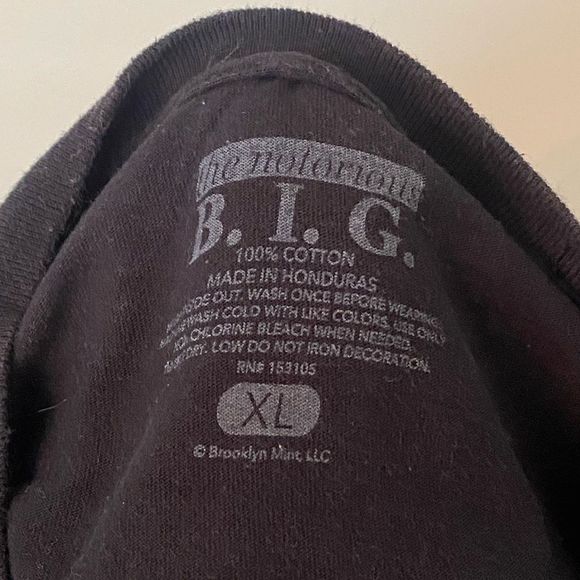 the notorious
B. I. G.
100% COTTON
MADE IN HONDURAS
OUT. WASH ONCE BEFORE WEARING.
WASH COLD WITH LIKE COLORS. USE ONLY
CHLORINE BLEACH WHEN NEEDED.
DRY. LOW DO NOT IRON DECORATION.
RN# 153105
XL
© Brooklyn Mint, LLC